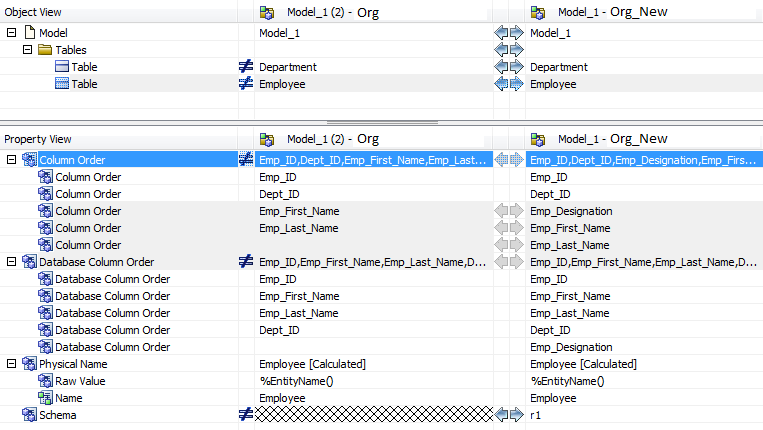 Object View Model_1 (2) - Org Model_1 - Org_New
Model Model_1 Model_1
Tables
Table Department Department
Table Employee Employee
Property View Model_1 (2) - Org Model_1 - Org_New
Column Order Emp_ID,Dept_ID,Emp_First_Name,Emp_Last... Emp_ID,Dept_ID,Emp_Designation,Emp_Firs...
Column Order Emp_ID Emp_ID
Column Order Dept_ID Dept_ID
Column Order Emp_First_Name Emp_Designation
Column Order Emp_Last_Name Emp_First_Name
Column Order Emp_Last_Name
Database Column Order Emp_ID,Emp_First_Name,Emp_Last_Name,D... Emp_ID,Emp_First_Name,Emp_Last_Name,D...
Database Column Order Emp_ID Emp_ID
Database Column Order Emp_First_Name Emp_First_Name
Database Column Order Emp_Last_Name Emp_Last_Name
Database Column Order Dept_ID Dept_ID
Database Column Order Emp_Designation
Physical Name Employee [Calculated] Employee [Calculated]
Raw Value %EntityName() %EntityName()
Name Employee Employee
Schema r1